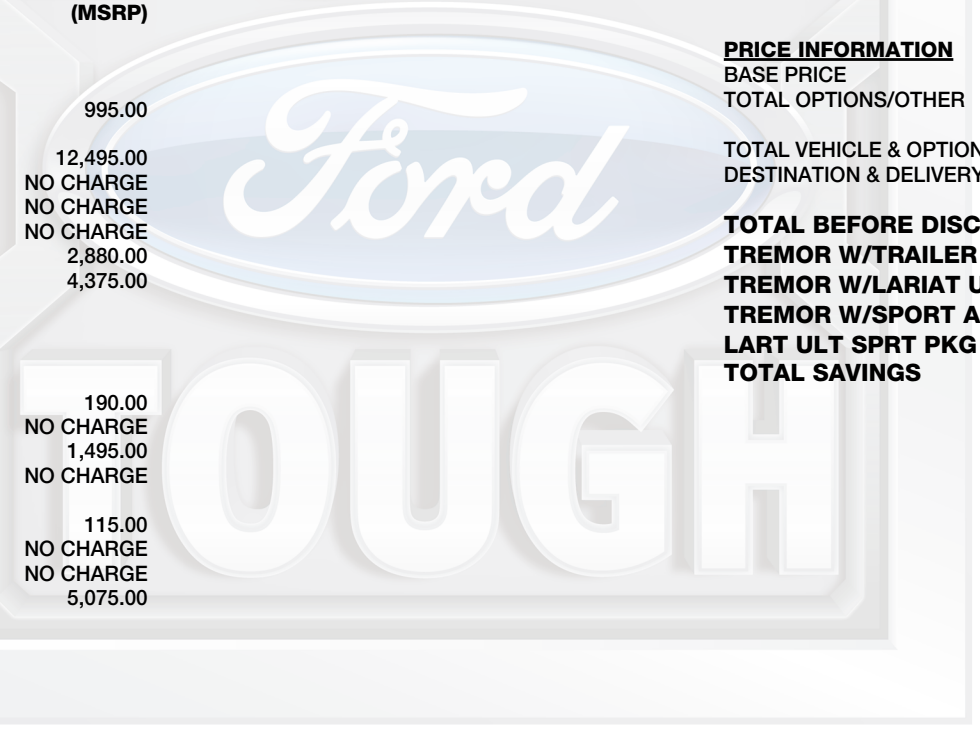 (MSRP)
995.00
12,495.00
NO CHARGE
NO CHARGE
NO CHARGE
2,880.00
4,375.00
190.00
NO CHARGE
1,495.00
NO CHARGE
115.00
NO CHARGE
NO CHARGE
5,075.00
PRICE INFORMATION
BASE PRICE
TOTAL OPTIONS/OTHER
TOTAL VEHICLE & OPTION
DESTINATION & DELIVERY
TOTAL BEFORE DISC
TREMOR W/TRAILER
TREMOR W/LARIAT U
TREMOR W/SPORT A
LART ULT SPRT PKG
TOTAL SAVINGS
Ford
TOUGH